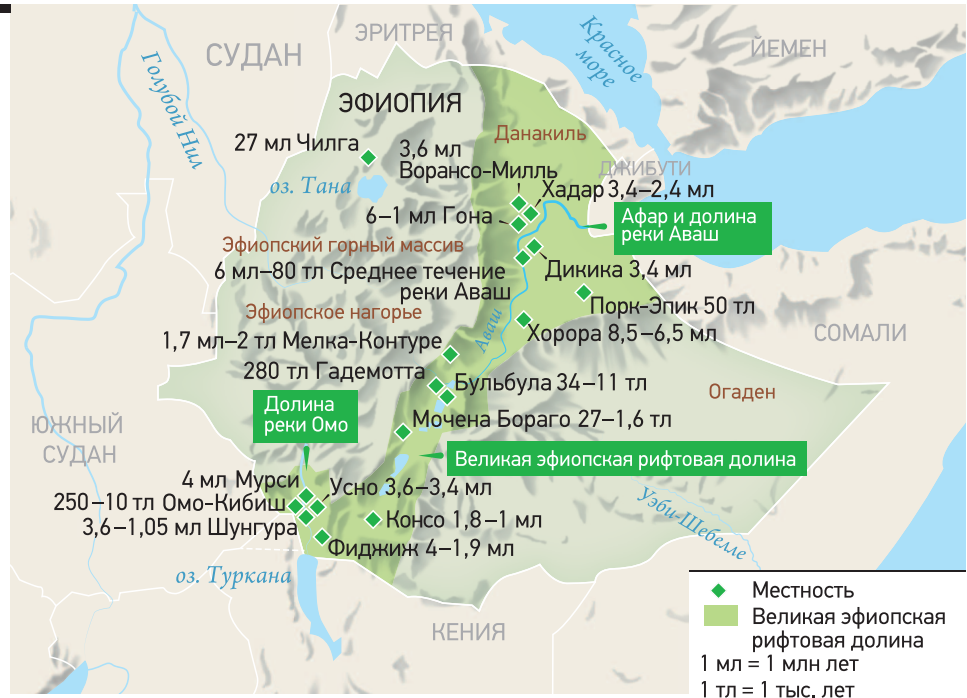 ЭРИТРЕЯ
СУДАН
Красное
море
ЙЕМЕН
Голубой Нил
ЭФИОПИЯ
Данакиль
27 мл Чилга
3,6 мл
Ворансо-Милль
ДЖИБУТИ
оз. Тана
Хадар 3,4–2,4 мл
6–1 мл Гона
Афар и долина
реки Аваш
Эфиопский горный массив
6 мл–80 тл Среднее течение
реки Аваш
Дикика 3,4 мл
Порк-Эпик 50 тл
Эфиопское нагорье
Аваш
Хорора 8,5–6,5 мл
СОМАЛИ
1,7 мл–2 тл Мелка-Контуре
280 тл Гадемотта
Бульбула 34–11 тл
Огаден
Долина
реки Омо
Мочена Бораго 27–1,6 тл
ЮЖНЫЙ
СУДАН
Великая эфиопская рифтовая долина
4 мл Мурси
Усно 3,6–3,4 мл
250–10 тл Омо-Кибиш
3,6–1,05 мл Шунгура
Консо 1,8–1 мл
Уэби-Шебелле
Фиджиж 4–1,9 мл
оз. Туркана
КЕНИЯ
Местность
Великая эфиопская
рифтовая долина
1 мл = 1 млн лет
1 тл = 1 тыс. лет